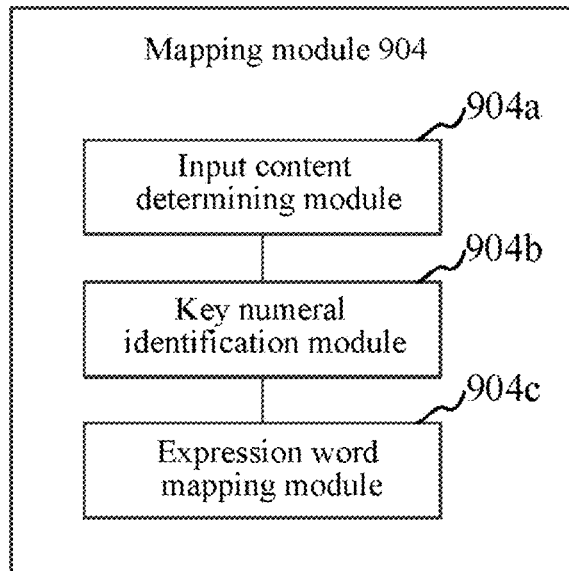 Mapping module 904
904a
Input content
determining module
904b
Key numeral
identification module
904c
Expression word
mapping module